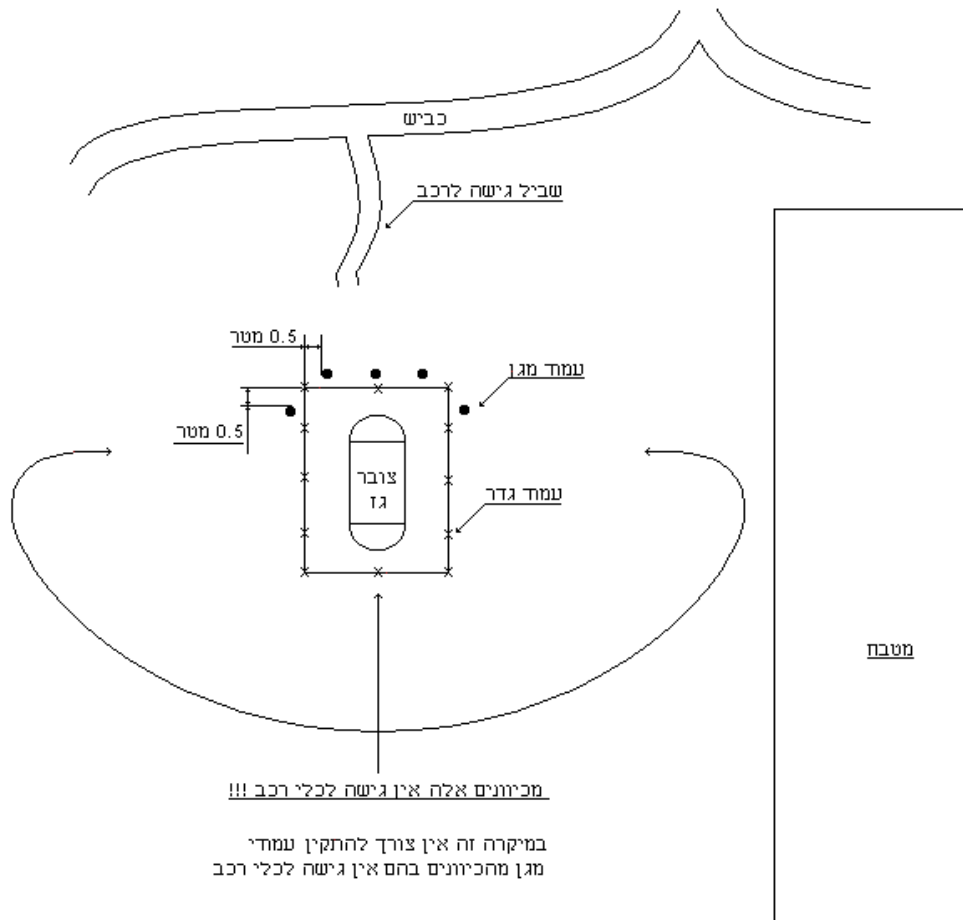 כביש
שביל גישה לרכב
0.5 מטר
עמוד מגן
0.5 מטר
צובר
גז
עמוד גדר
מטבח
מכיוונים אלה אין גישה לכלי רכב !!!
במיקרה זה אין צורך להתקין עמודי
מגן מהכיוונים בהם אין גישה לכלי רכב